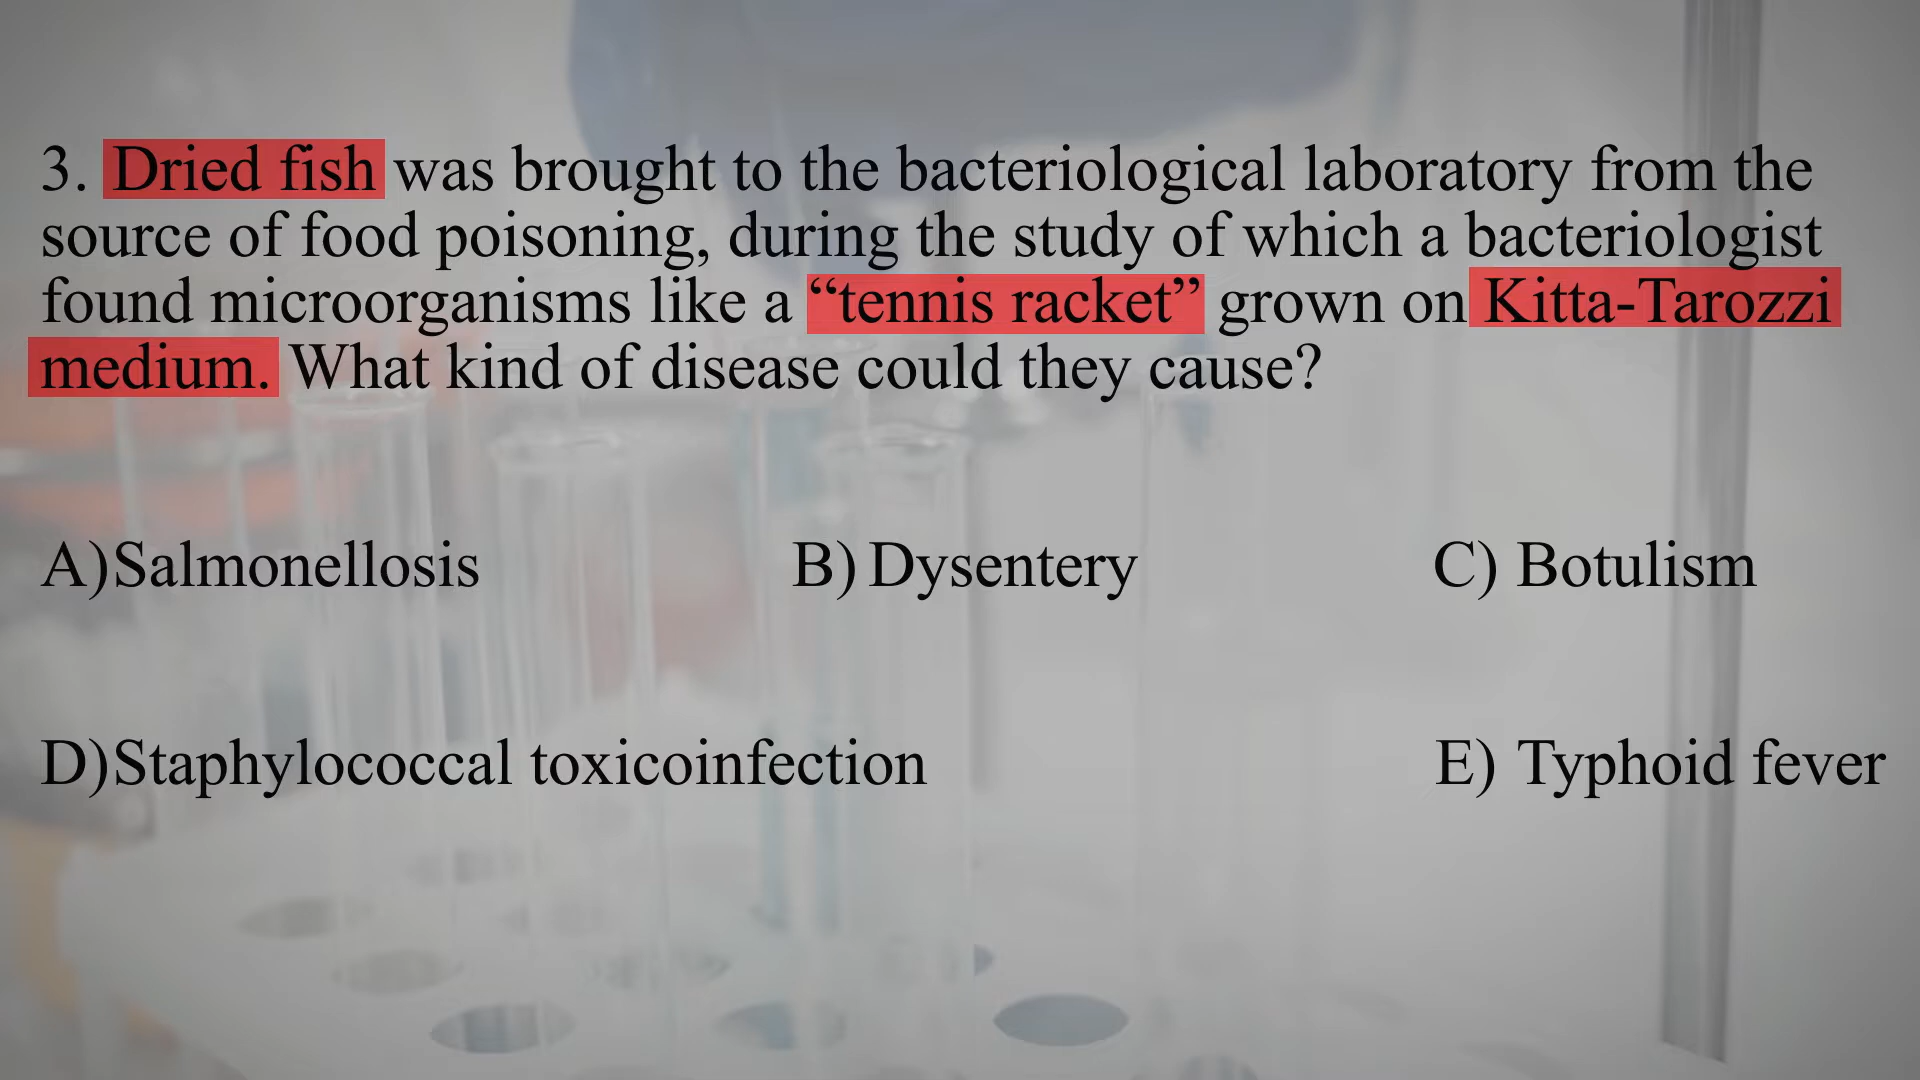 3. Dried fish was brought to the bacteriological laboratory from the
source of food poisoning, during the study of which a bacteriologist
found microorganisms like a “tennis racket” grown on Kitta-Tarozzi
medium. What kind of disease could they cause?
A)Salmonellosis B) Dysentery C) Botulism
D)Staphylococcal toxicoinfection E) Typhoid fever